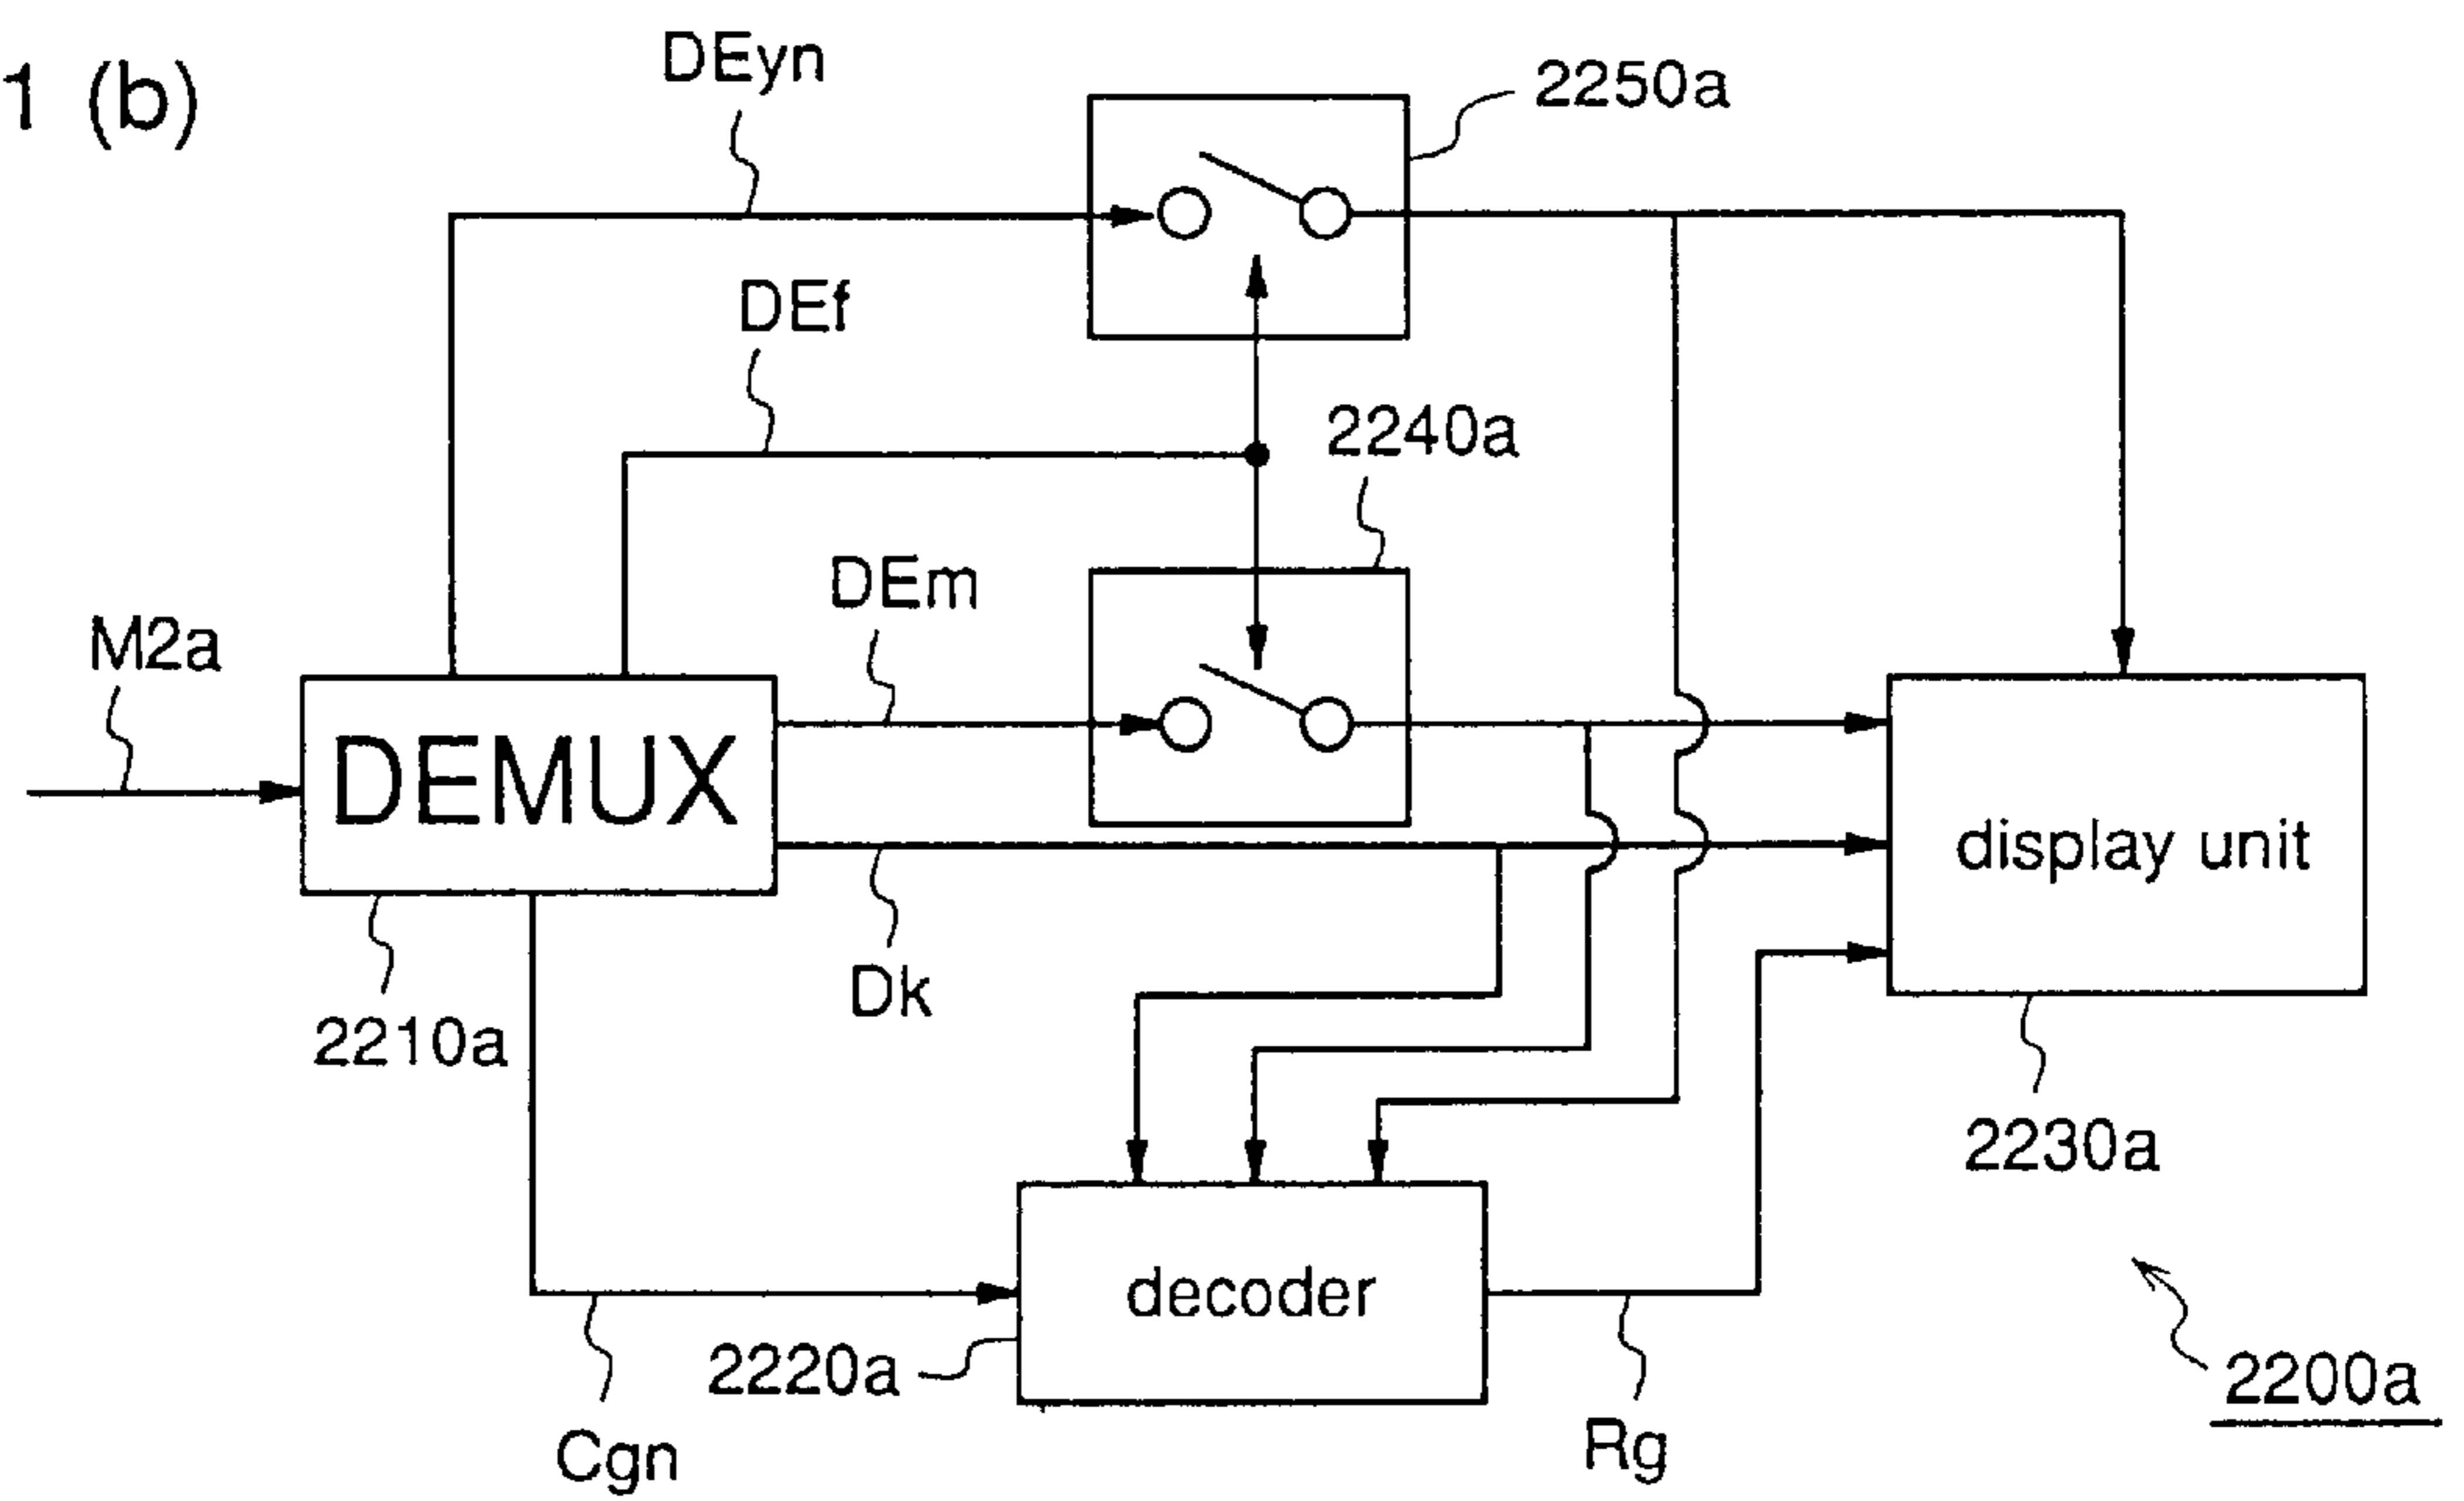 1 (b)
DEyn
2250a
DEf
2240a
DEm
M2a
DEMUX
display unit
Dk
2210a
2230a
decoder
2220a
2200a
Cgn
Rg